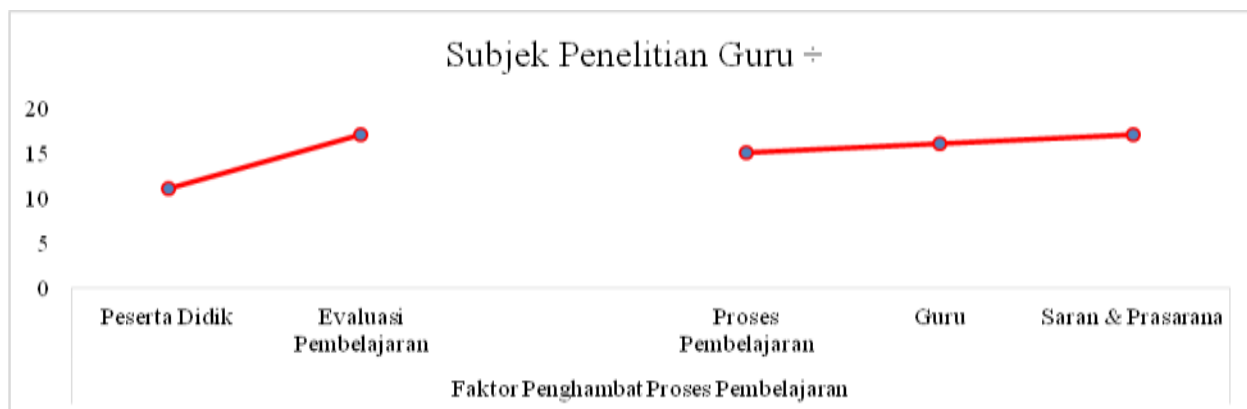 Subjek Penelitian Guru ÷
20
15
10
5
0
Peserta Didik
Evaluasi
Pembelajaran
Proses
Pembelajaran
Guru
Saran & Prasarana
Faktor Penghambat Proses Pembelajaran